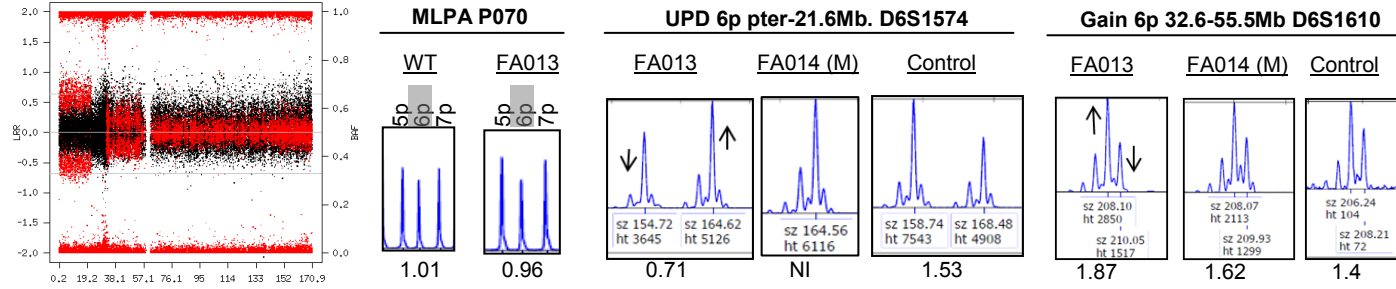 MLPA P070
UPD 6p pter-21.6Mb. D6S1574
Gain 6p 32.6-55.5Mb D6S1610
WT
FA013
FA013
FA014 (M)
Control
FA013
FA014 (M)
Control
5p
6p
7p
5p
6p
7p
2.0
1.5
1.0
0.5
0.0
-0.5
-1.0
-1.5
-2.0
LRR
1.0
0.8
0.6
0.4
0.2
0.0
BAF
0.2
19.2
38.1
57.1
76.1
95
114
133
152
170.9
sz 154.72
ht 3645
sz 164.62
ht 5126
sz 164.56
ht 6116
sz 158.74
ht 7543
sz 168.48
ht 4908
sz 208.10
ht 2850
sz 210.05
ht 1517
sz 208.07
ht 2113
sz 209.93
ht 1299
sz 206.24
ht 104
sz 208.21
ht 72
1.01
0.96
0.71
NI
1.53
1.87
1.62
1.4